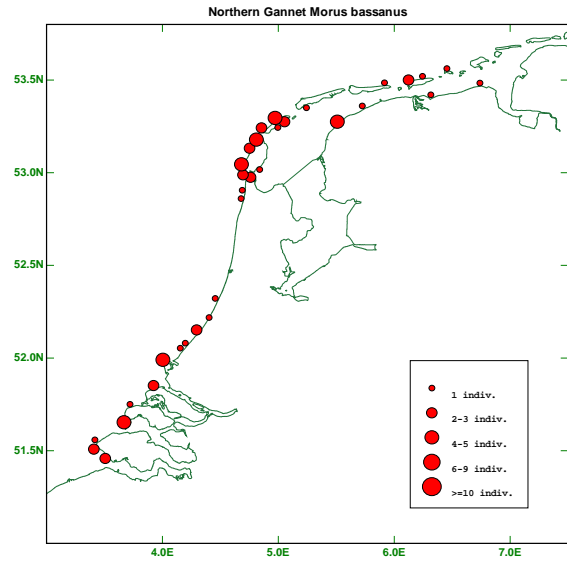 Northern Gannet Morus bassanus
53.5N
53.0N
52.5N
52.0N
51.5N
1 indiv.
2-3 indiv.
4-5 indiv.
6-9 indiv.
>=10 indiv.
4.0E 5.0E 6.0E 7.0E